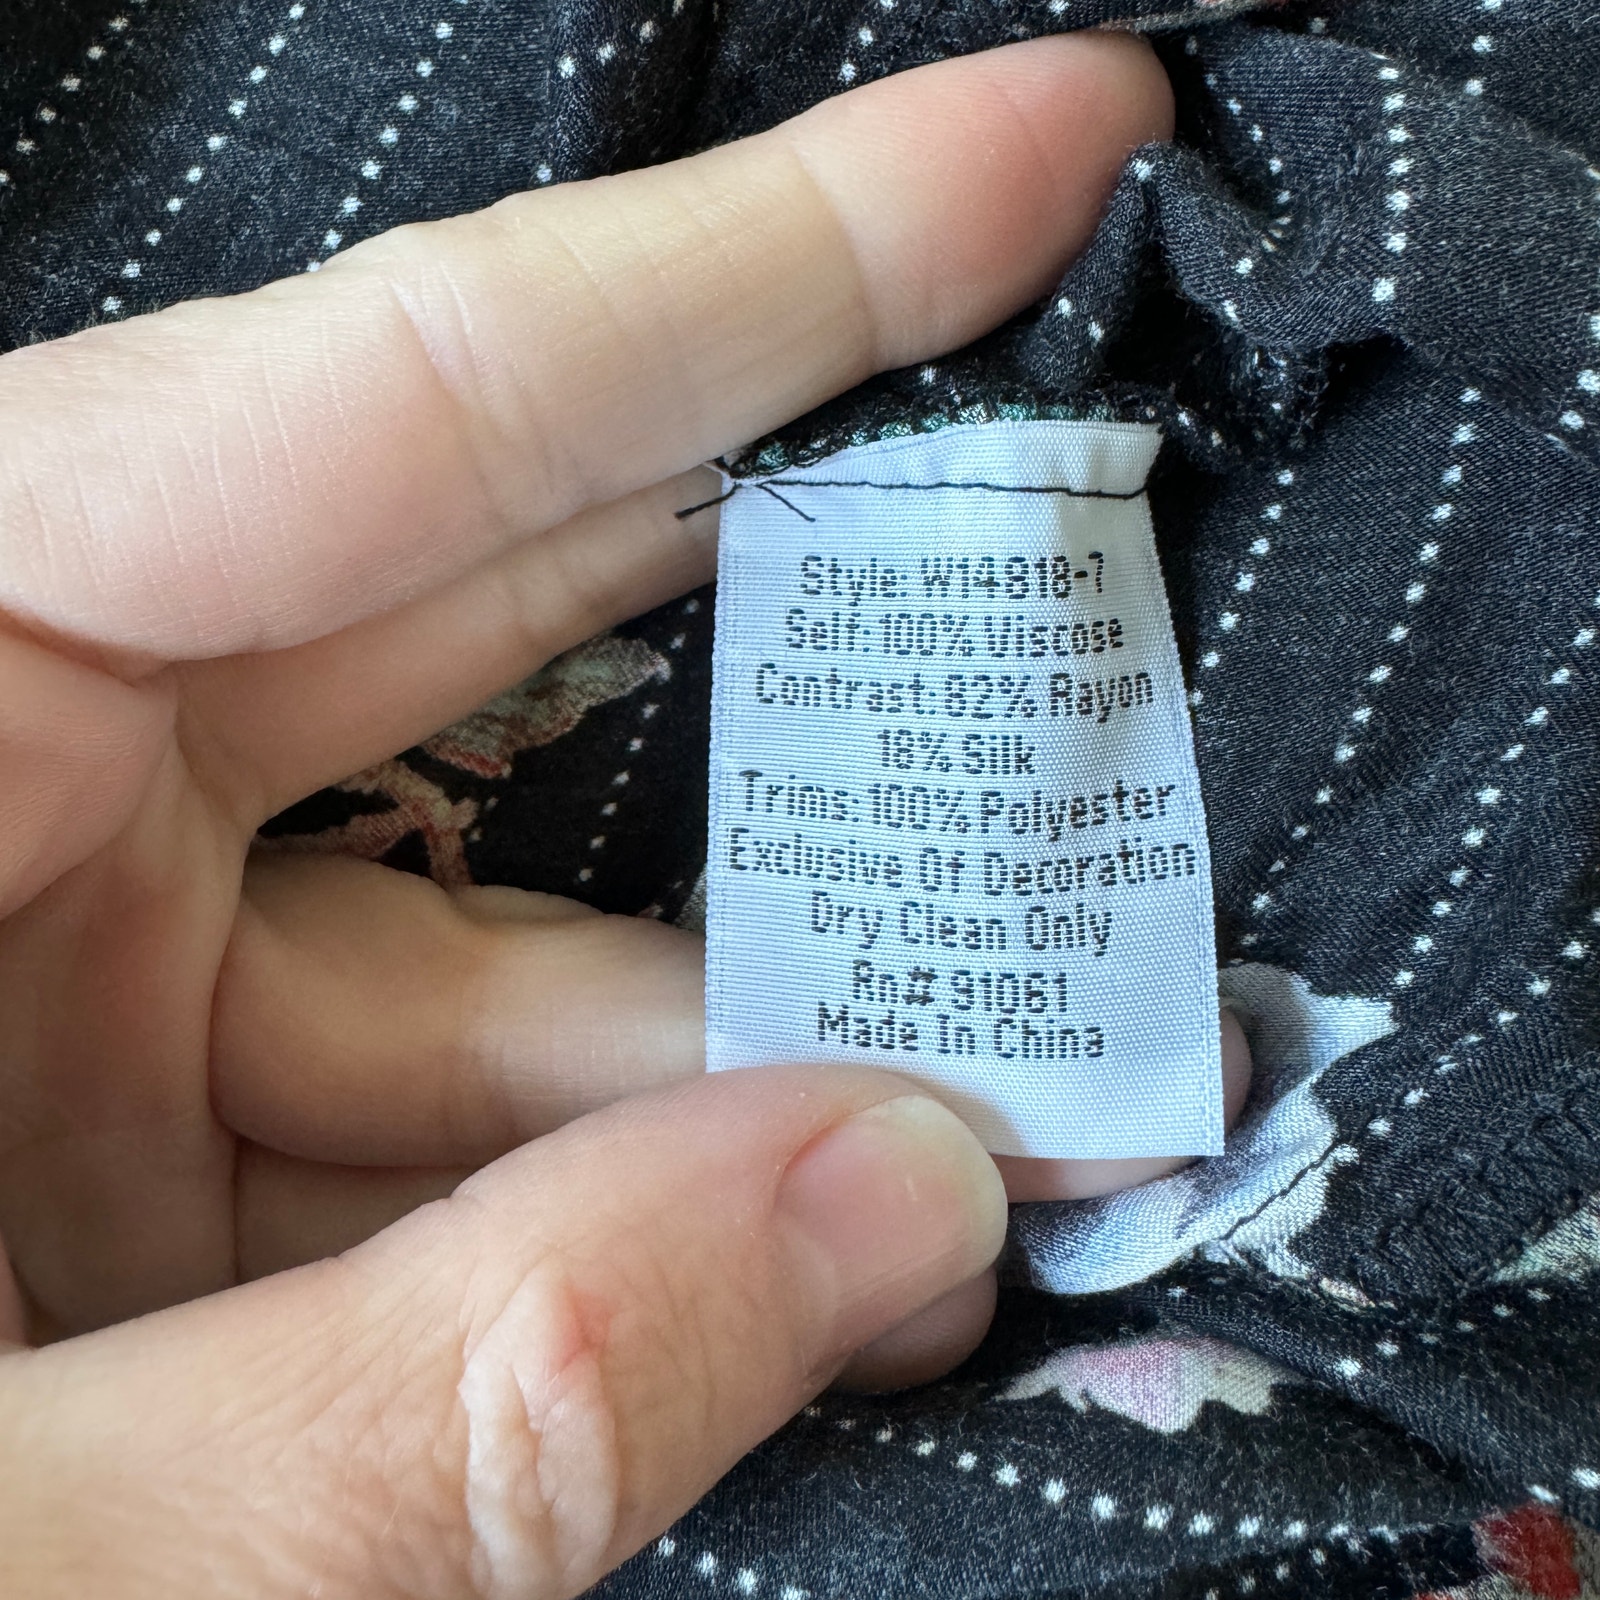 Style: W14818-7
Self: 100% Viscose
Contrast: 82% Rayon
18% Silk
Trims: 100% Polyester
Exclusive Of Decoration
Dry Clean Only
Rn# 91061
Made In China